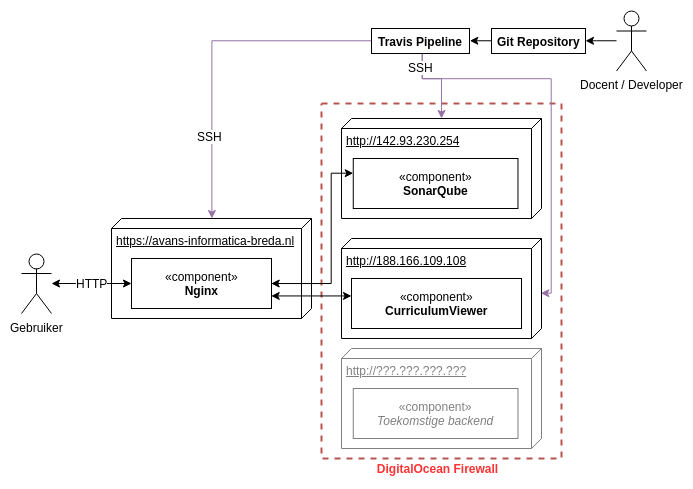 Travis Pipeline
Git Repository
Docent / Developer
SSH
SSH
http://142.93.230.254
«component»
SonarQube
https://avans-informatica-breda.nl
«component»
Nginx
HTTP
Gebruiker
http://188.166.109.108
«component»
CurriculumViewer
http://???.???.???.???
«component»
Toekomstige backend
DigitalOcean Firewall